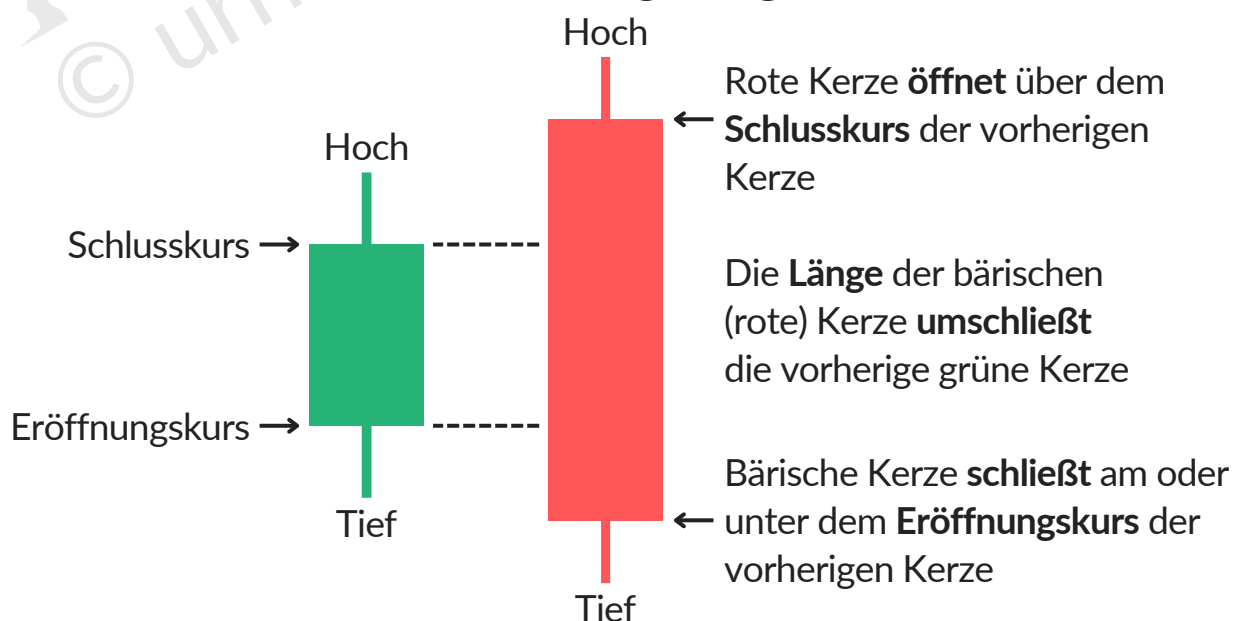 Hoch
Rote Kerze öffnet über dem
Schlusskurs der vorherigen
Kerze
Hoch
Schlusskurs
Die Länge der bärischen
(rote) Kerze umschließt
die vorherige grüne Kerze
Eröffnungskurs
Bärische Kerze schließt am oder
unter dem Eröffnungskurs der
vorherigen Kerze
Tief
Tief